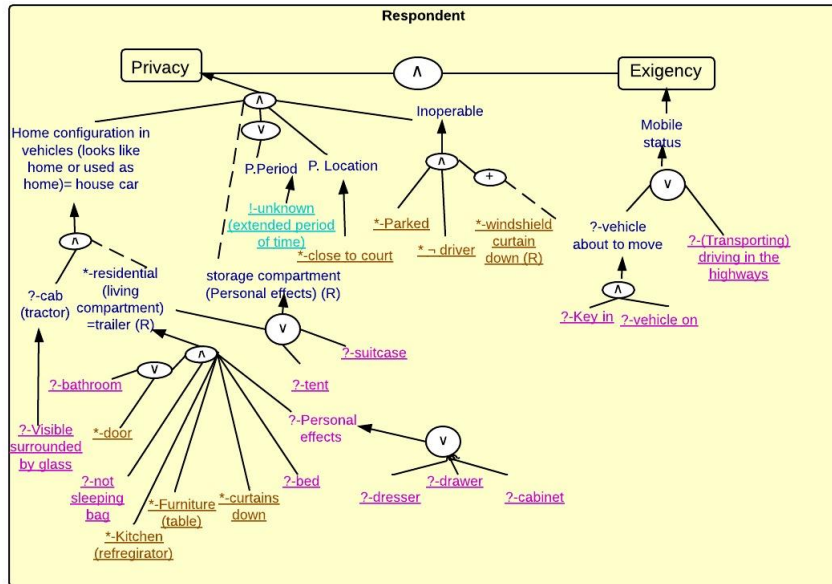 Respondent
Privacy
∧
Exigency
∧
∨
Inoperable
Home configuration in
vehicles (looks like
home or used as
home)= house car
P.Period
P. Location
!-unknown
(extended period
of time)
*-close to court
∧
+
*-Parked
* ¬ driver
*-windshield
curtain
down (R)
Mobile
status
∨
?-vehicle
about to move
?-(Transporting)
driving in the
highways
∧
?-Key in
?-vehicle on
∧
?-cab
(tractor)
*-residential
(living
compartment)
=trailer (R)
storage compartment
(Personal effects) (R)
∨
?-suitcase
?-tent
∧
∨
?-bathroom
*-door
?-Visible
surrounded
by glass
?-not
sleeping
bag
*-Kitchen
(refregirator)
*-Furniture
(table)
*-curtains
down
?-bed
?-Personal
effects
∨
?-dresser
?-drawer
?-cabinet